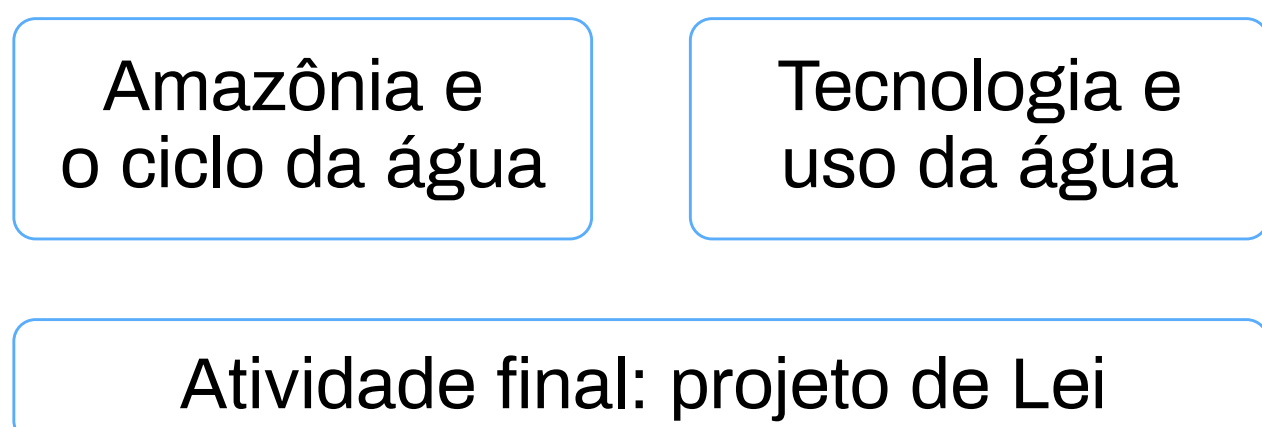 Amazônia e
o ciclo da água
Tecnologia e
uso da água
Atividade final: projeto de Lei